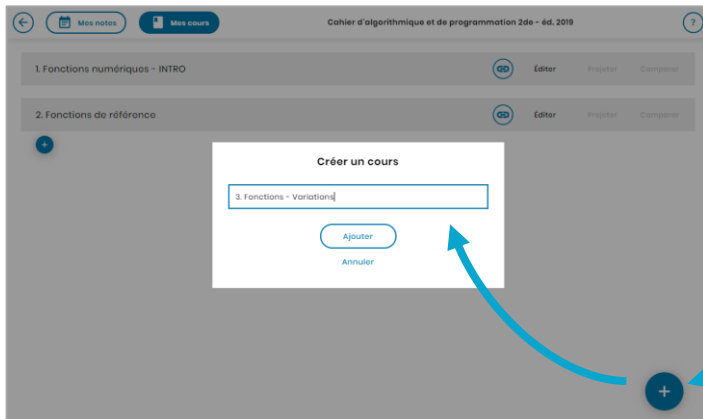 Mes notes Mes cours Cahier d'algorithmique et de programmation 2de - éd. 2019 ?
1. Fonctions numériques - INTRO Éditer Projeter Comparer
2. Fonctions de référence Éditer Projeter Comparer
+
Créer un cours
3. Fonctions - Variations
Ajouter
Annuler
+